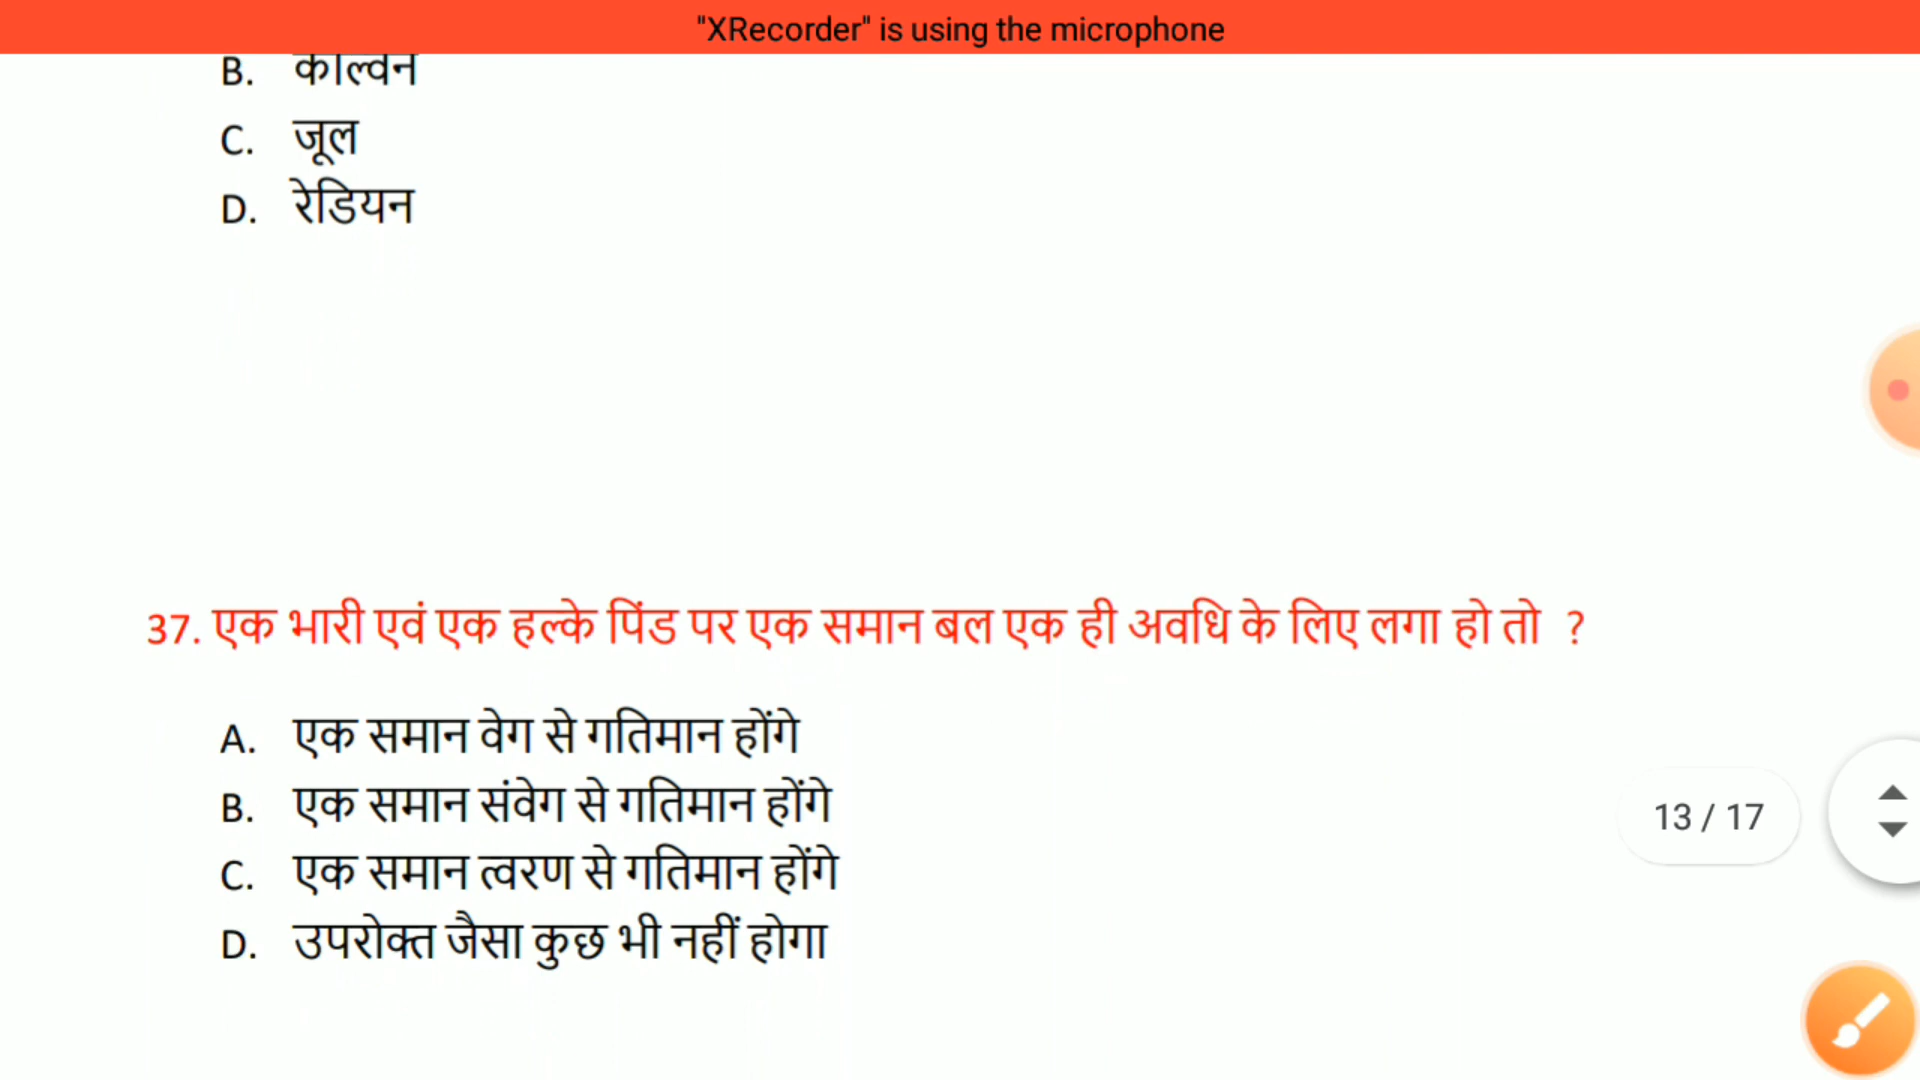 "XRecorder" is using the microphone
B. केल्विन
C. जूल
D. रेडियन
37. एक भारी एवं एक हल्के पिंड पर एक समान बल एक ही अवधि के लिए लगा हो तो ?
A. एक समान वेग से गतिमान होंगे
B. एक समान संवेग से गतिमान होंगे
C. एक समान त्वरण से गतिमान होंगे
13 / 17
D. उपरोक्त जैसा कुछ भी नहीं होगा